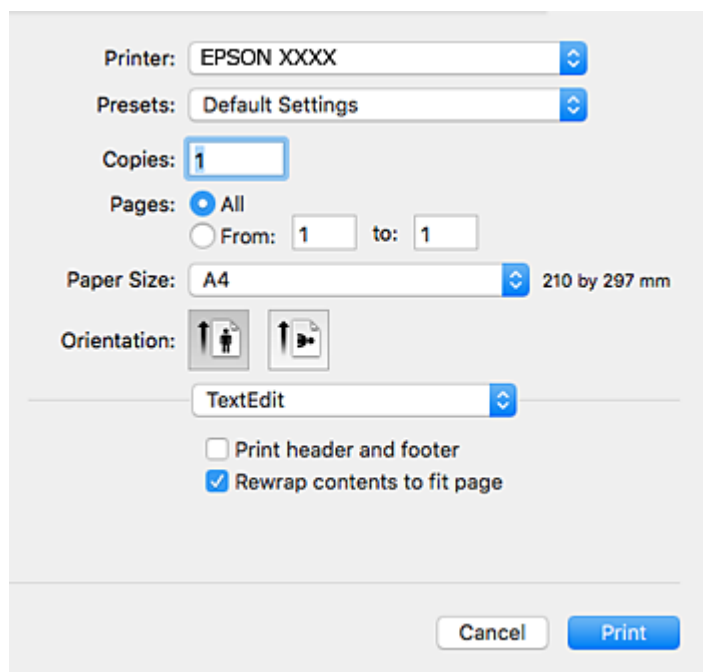 Printer: EPSON XXXX
Presets: Default Settings
Copies: 1
Pages: All
From: 1 to: 1
Paper Size: A4 210 by 297 mm
Orientation:
TextEdit
Print header and footer
Rewrap contents to fit page
Cancel Print